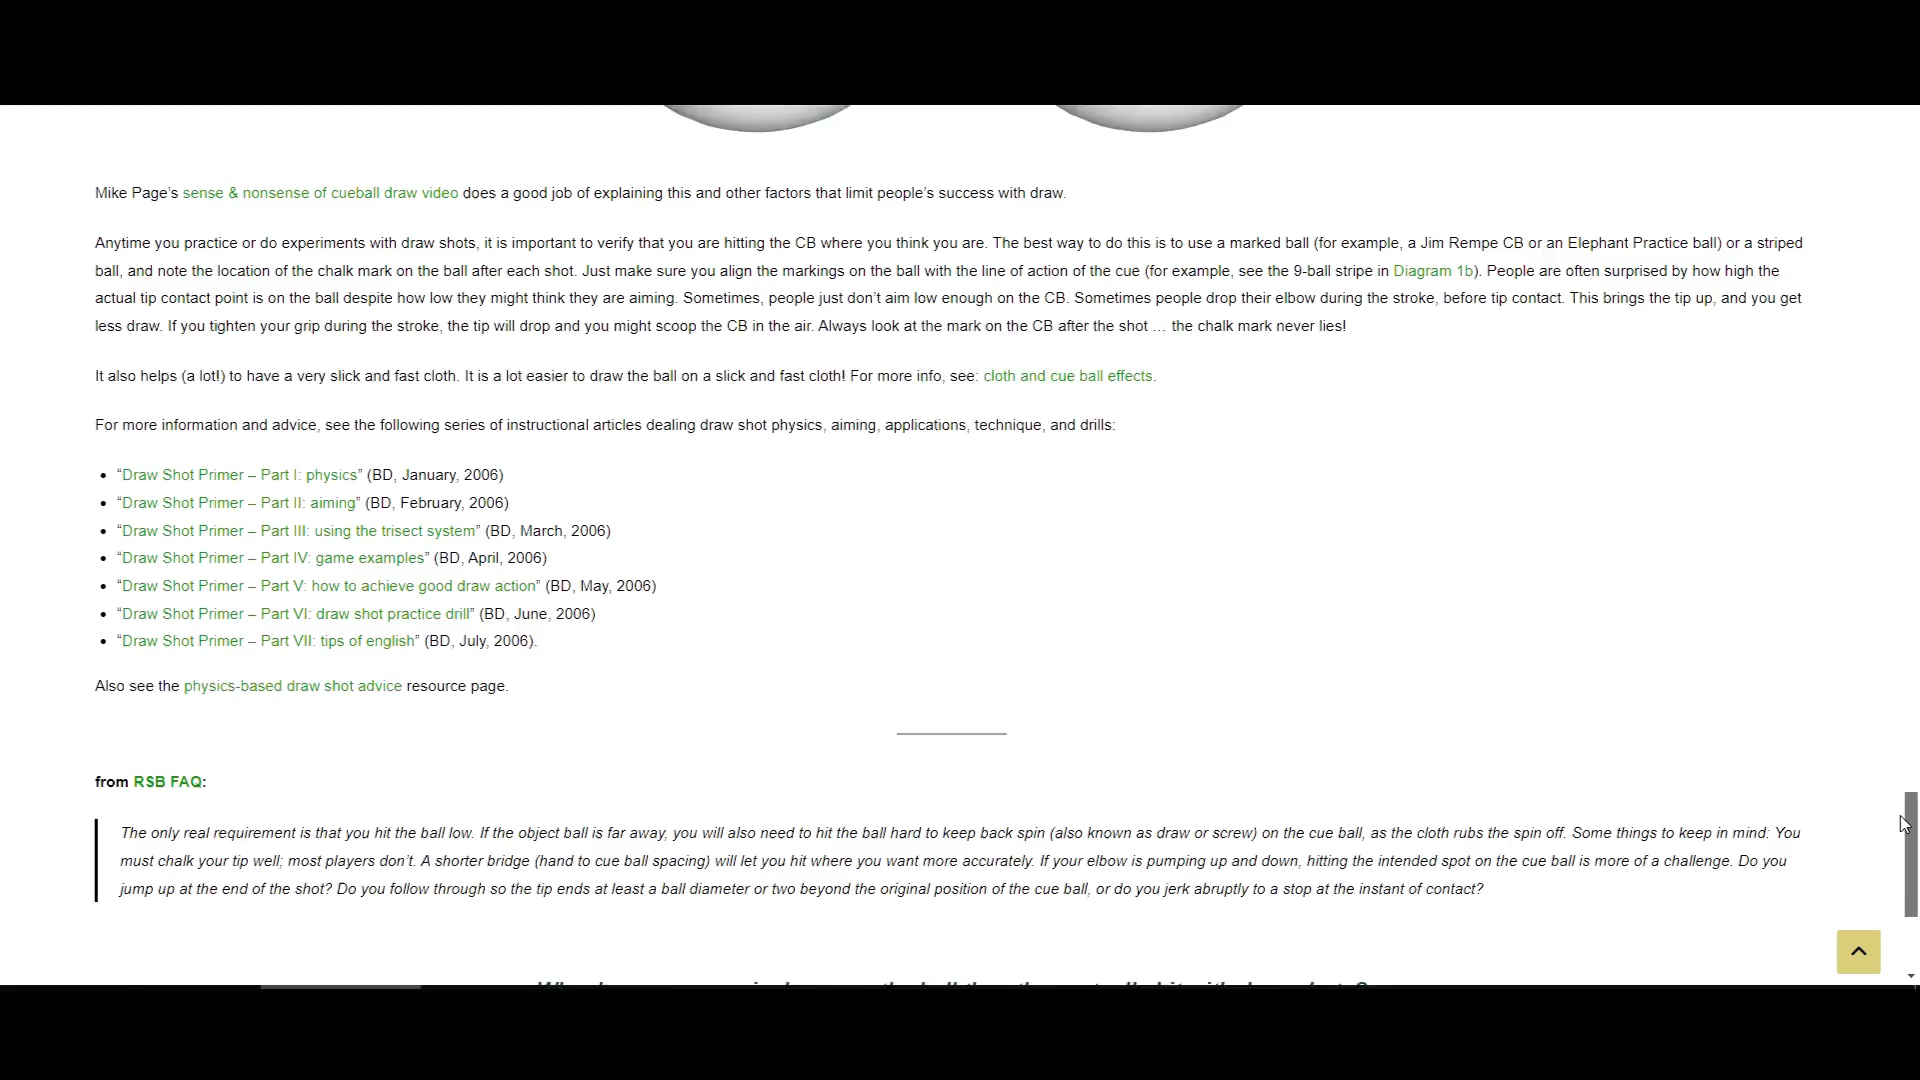 Mike Page’s sense & nonsense of cueball draw video does a good job of explaining this and other factors that limit people’s success with draw.
Anytime you practice or do experiments with draw shots, it is important to verify that you are hitting the CB where you think you are. The best way to do this is to use a marked ball (for example, a Jim Rempe CB or an Elephant Practice ball) or a striped
ball, and note the location of the chalk mark on the ball after each shot. Just make sure you align the markings on the ball with the line of action of the cue (for example, see the 9-ball stripe in Diagram 1b). People are often surprised by how high the
actual tip contact point is on the ball despite how low they might think they are aiming. Sometimes, people just don’t aim low enough on the CB. Sometimes people drop their elbow during the stroke, before tip contact. This brings the tip up, and you get
less draw. If you tighten your grip during the stroke, the tip will drop and you might scoop the CB in the air. Always look at the mark on the CB after the shot … the chalk mark never lies!
It also helps (a lot!) to have a very slick and fast cloth. It is a lot easier to draw the ball on a slick and fast cloth! For more info, see: cloth and cue ball effects.
For more information and advice, see the following series of instructional articles dealing draw shot physics, aiming, applications, technique, and drills:
• “Draw Shot Primer – Part I: physics” (BD, January, 2006)
• “Draw Shot Primer – Part II: aiming” (BD, February, 2006)
• “Draw Shot Primer – Part III: using the trisect system” (BD, March, 2006)
• “Draw Shot Primer – Part IV: game examples” (BD, April, 2006)
• “Draw Shot Primer – Part V: how to achieve good draw action” (BD, May, 2006)
• “Draw Shot Primer – Part VI: draw shot practice drill” (BD, June, 2006)
• “Draw Shot Primer – Part VII: tips of english” (BD, July, 2006).
Also see the physics-based draw shot advice resource page.
from RSB FAQ:
The only real requirement is that you hit the ball low. If the object ball is far away, you will also need to hit the ball hard to keep back spin (also known as draw or screw) on the cue ball, as the cloth rubs the spin off. Some things to keep in mind: You
must chalk your tip well; most players don’t. A shorter bridge (hand to cue ball spacing) will let you hit where you want more accurately. If your elbow is pumping up and down, hitting the intended spot on the cue ball is more of a challenge. Do you
jump up at the end of the shot? Do you follow through so the tip ends at least a ball diameter or two beyond the original position of the cue ball, or do you jerk abruptly to a stop at the instant of contact?